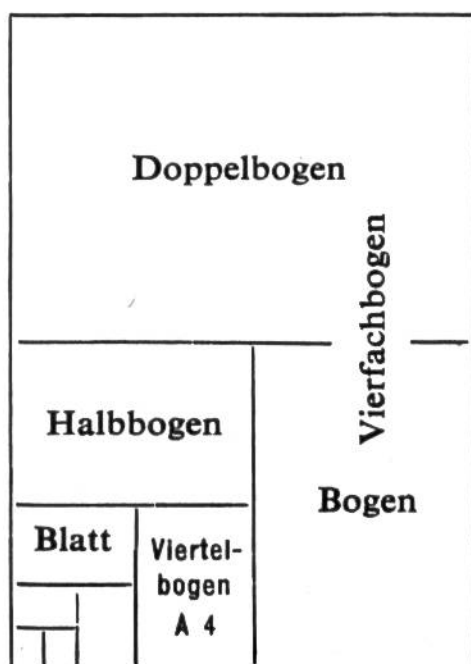 Doppelbogen
Vierfachbogen
Halbbogen
Bogen
Blatt
Viertel-
bogen
A 4